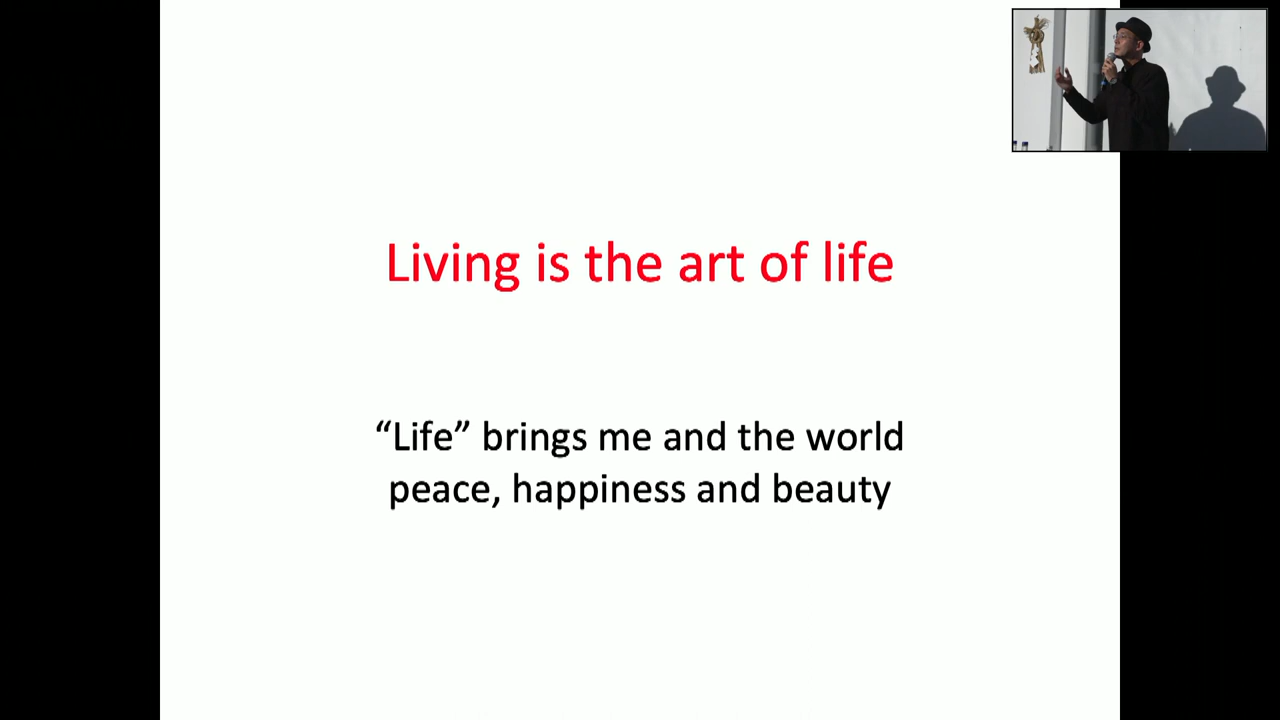 Living is the art of life
“Life” brings me and the world
peace, happiness and beauty